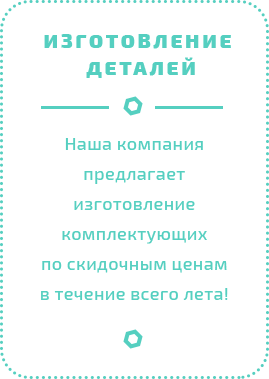 ИЗГОТОВЛЕНИЕ
ДЕТАЛЕЙ
Наша компания
предлагает
изготовление
комплектующих
по скидочным ценам
в течение всего лета!